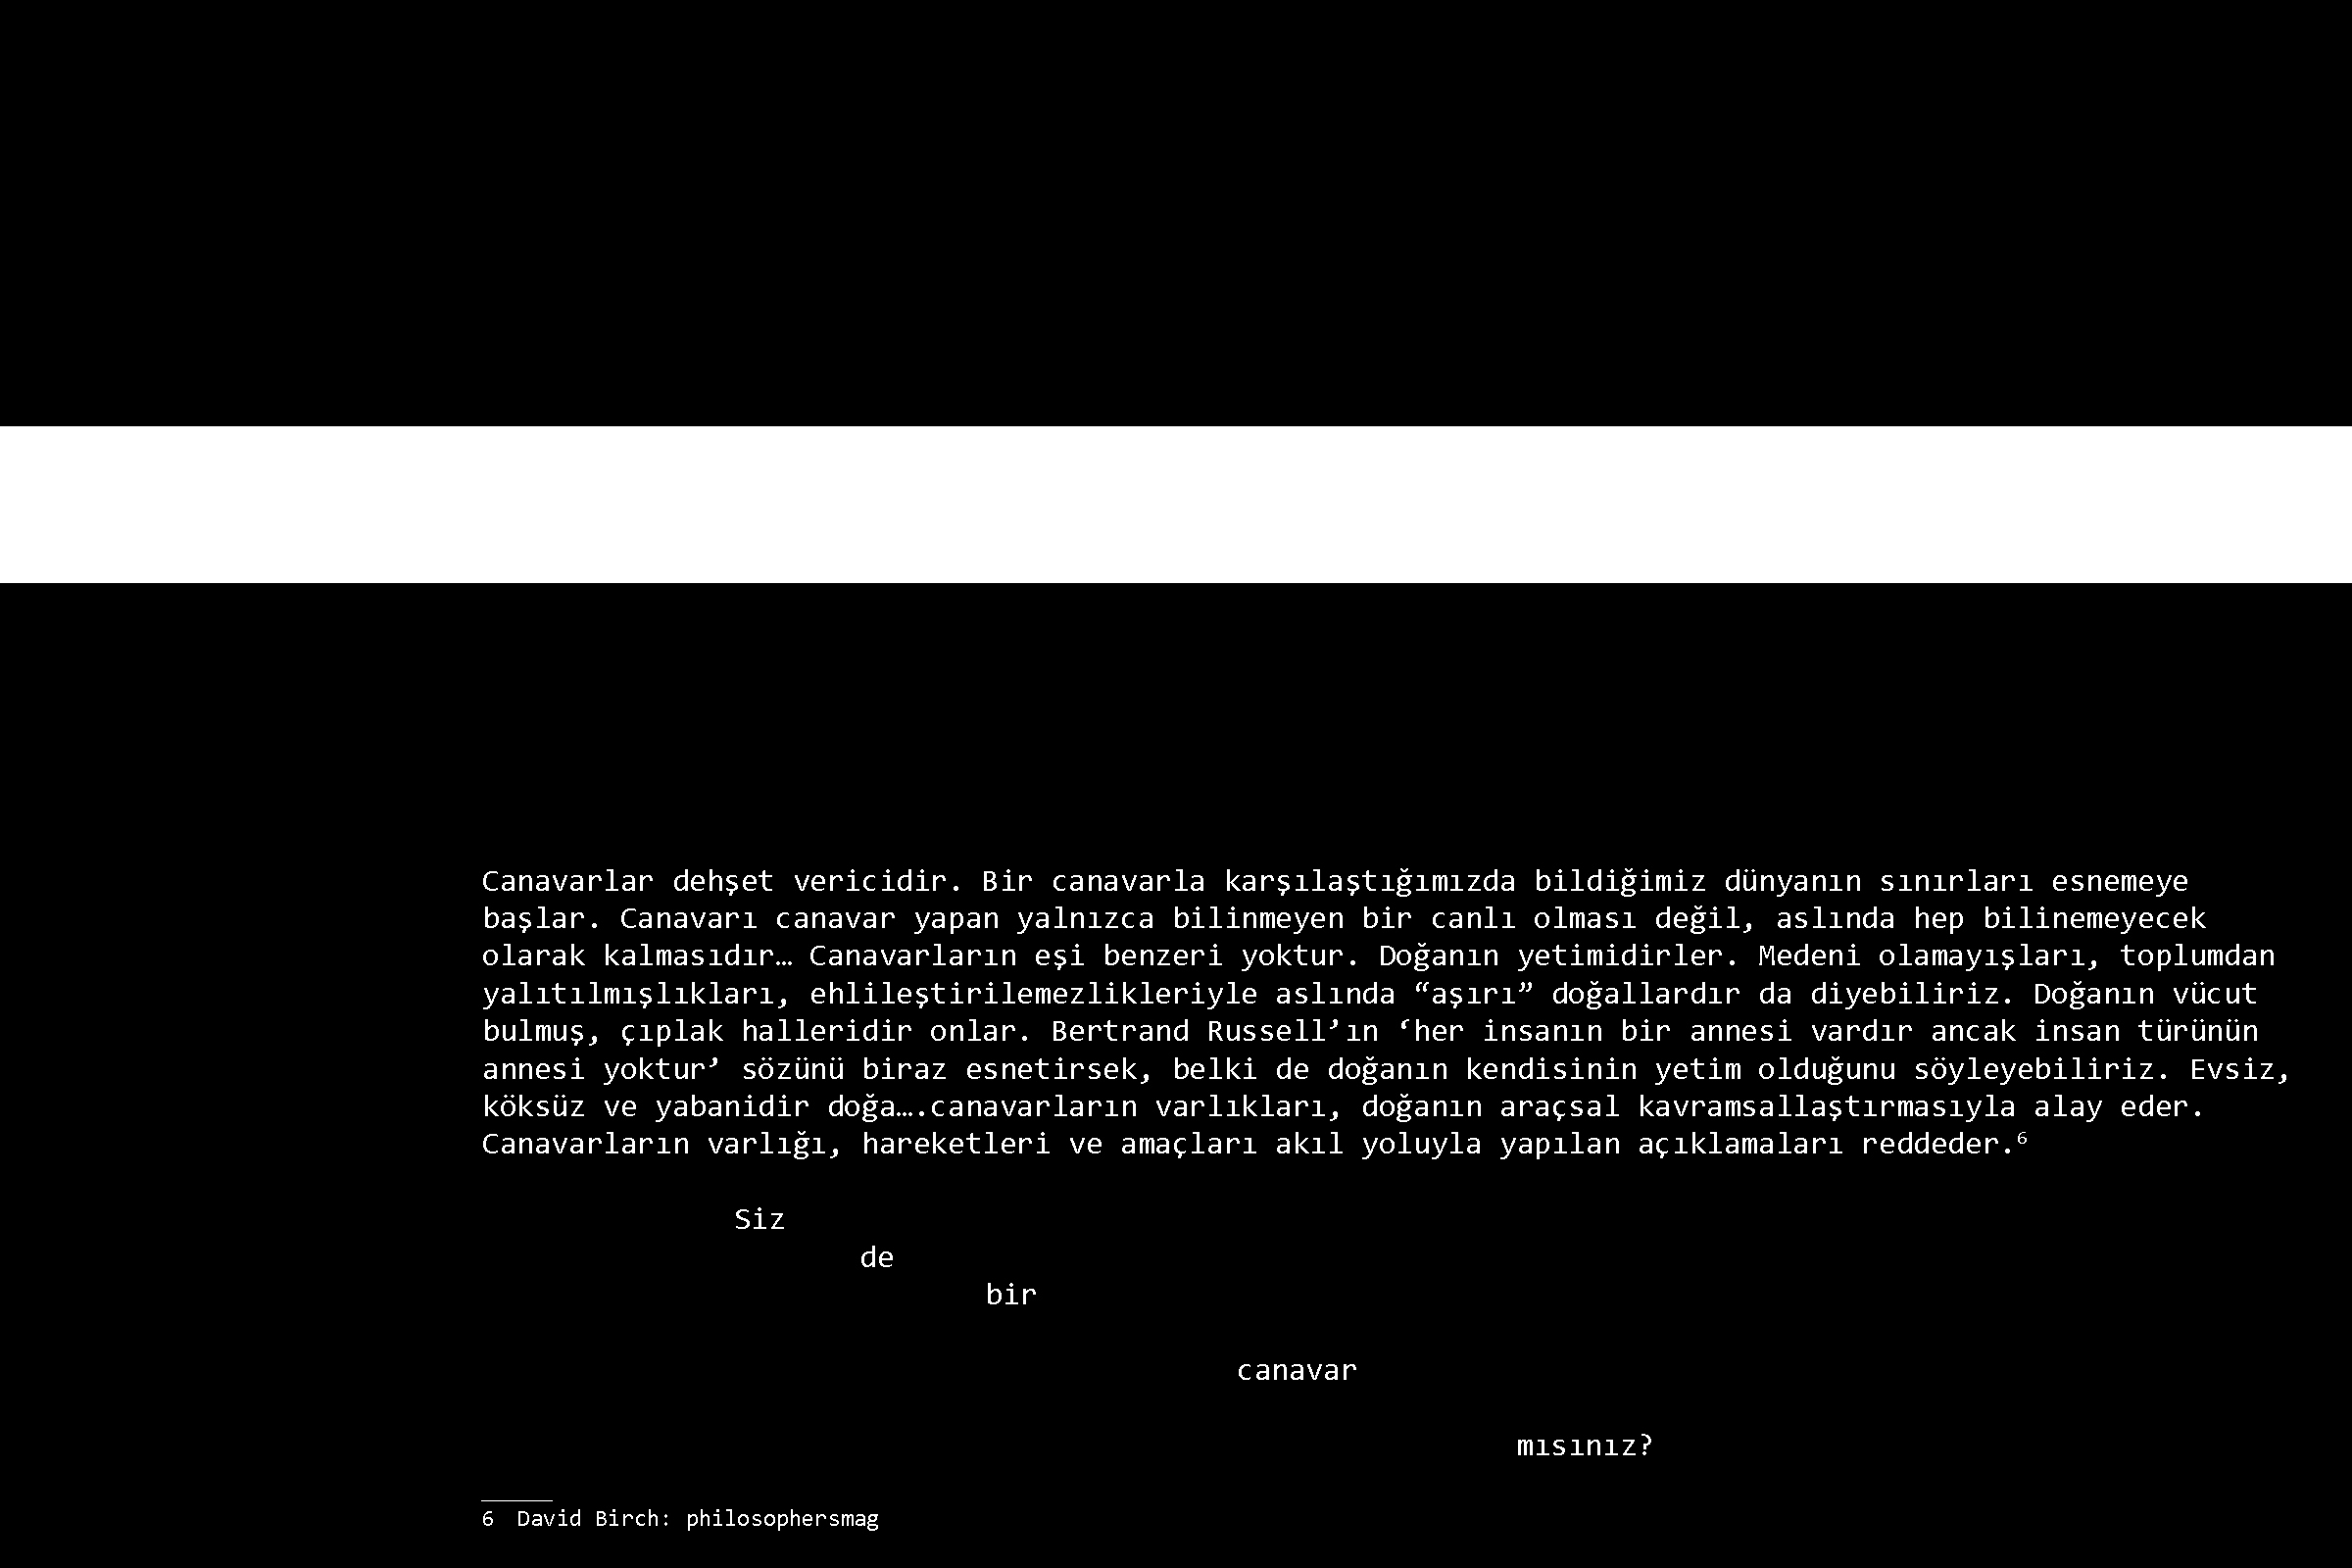 Canavarlar dehşet vericidir. Bir canavarla karşılaştığımızda bildiğimiz dünyanın sınırları esnemeye
başlar. Canavarı canavar yapan yalnızca bilinmeyen bir canlı olması değil, aslında hep bilinemeyecek
olarak kalmasıdır… Canavarların eşi benzeri yoktur. Doğanın yetimidirler. Medeni olamayışları, toplumdan
yalıtılmışlıkları, ehlileştirilemezlikleriyle aslında “aşırı” doğallardır da diyebiliriz. Doğanın vücut
bulmuş, çıplak halleridir onlar. Bertrand Russell’ın ‘her insanın bir annesi vardır ancak insan türünün
annesi yoktur’ sözünü biraz esnetirsek, belki de doğanın kendisinin yetim olduğunu söyleyebiliriz. Evsiz,
köksüz ve yabanidir doğa….canavarların varlıkları, doğanın araçsal kavramsallaştırmasıyla alay eder.
Canavarların varlığı, hareketleri ve amaçları akıl yoluyla yapılan açıklamaları reddeder.⁶
Siz
de
bir
canavar
mısınız?
6 David Birch: philosophersmag